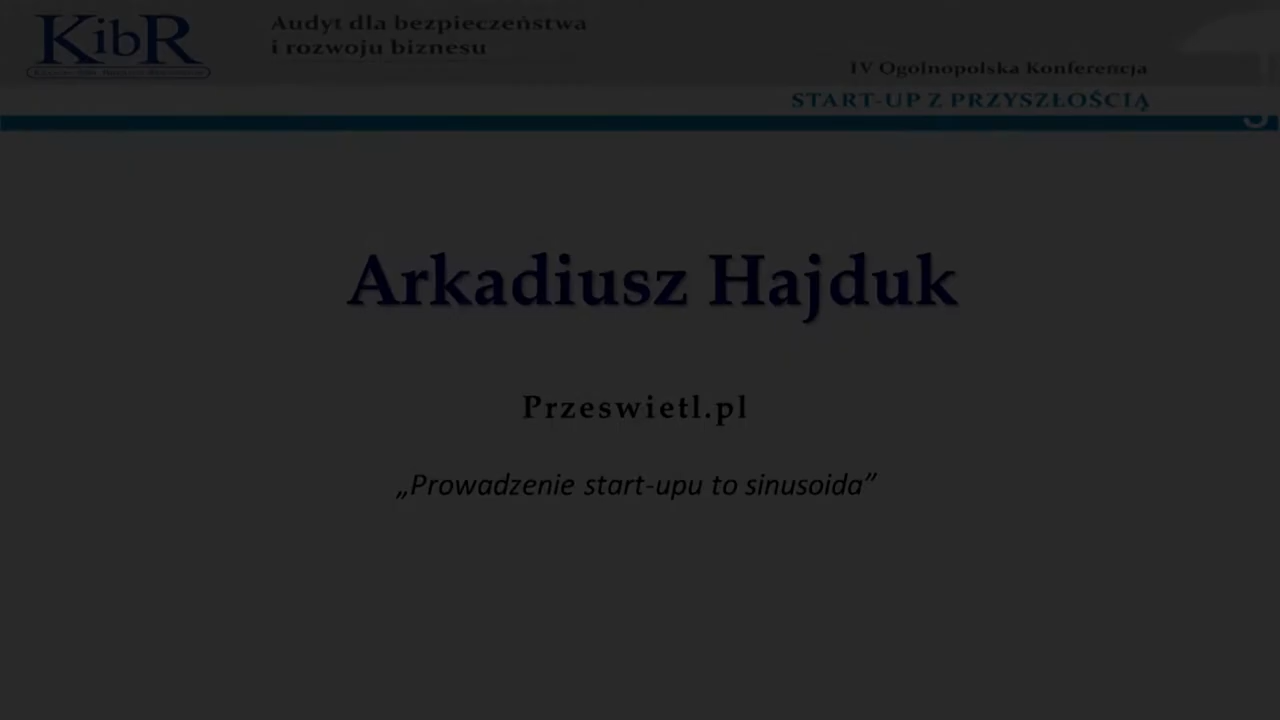 KibR
Audyt dla bezpieczeństwa
i rozwoju biznesu
IV Ogólnopolska Konferencja
START-UP Z PRZYSZŁOŚCIĄ
Arkadiusz Hajduk
Przeswietl.pl
„Prowadzenie start-upu to sinusoida”